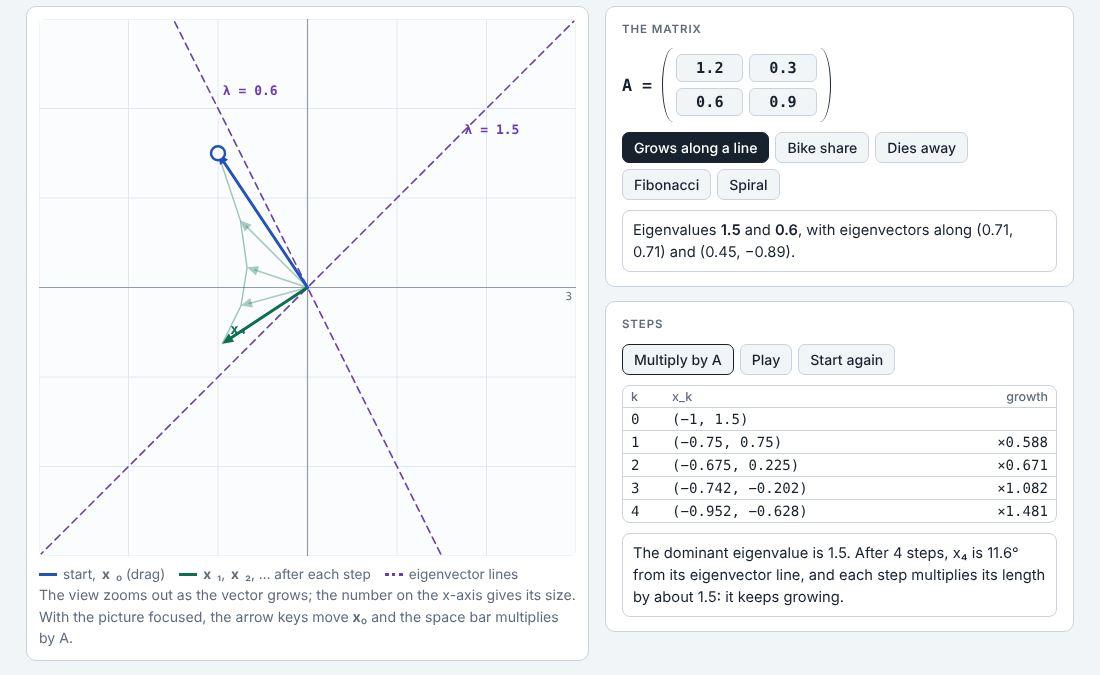 λ = 0.6
λ = 1.5
3
x₄
start, x ₀ (drag) x ₁, x ₂, … after each step eigenvector lines
The view zooms out as the vector grows; the number on the x-axis gives its size.
With the picture focused, the arrow keys move x₀ and the space bar multiplies
by A.
THE MATRIX
A = 1.2 0.3
0.6 0.9
Grows along a line Bike share Dies away
Fibonacci Spiral
Eigenvalues 1.5 and 0.6, with eigenvectors along (0.71,
0.71) and (0.45, −0.89).
STEPS
Multiply by A Play Start again
k x_k growth
0 (−1, 1.5)
1 (−0.75, 0.75) ×0.588
2 (−0.675, 0.225) ×0.671
3 (−0.742, −0.202) ×1.082
4 (−0.952, −0.628) ×1.481
The dominant eigenvalue is 1.5. After 4 steps, x₄ is 11.6°
from its eigenvector line, and each step multiplies its length
by about 1.5: it keeps growing.